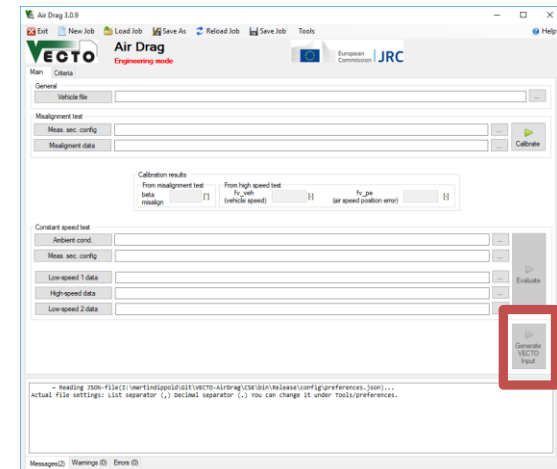 Air Drag 3.0.9
Exit New Job Load Job Save As Reload Job Save Job Tools Help
VECTO Air Drag European Commission JRC
Engineering mode
Main Criteria
General
Vehicle file ...
Misalignment test
Meas. sec. config ...
Misalignment data ... Calibrate
Calibration results
From misalignment test From high speed test
beta misalign [°] fv_veh (vehicle speed) [-] fv_pe (air speed position error) [-]
Constant speed test
Ambient cond. ...
Meas. sec. config ...
Low-speed 1 data ... Evaluate
High-speed data ...
Low-speed 2 data ...
Generate
VECTO
Input
~ Reading JSON-file(I:\martindippold\Git\VECTO-AirDrag\CSE\bin\Release\config\preferences.json)...
Actual file settings: List separator (,) Decimal separator (.) You can change it under Tools/preferences.
Messages(2) Warnings (0) Errors (0)